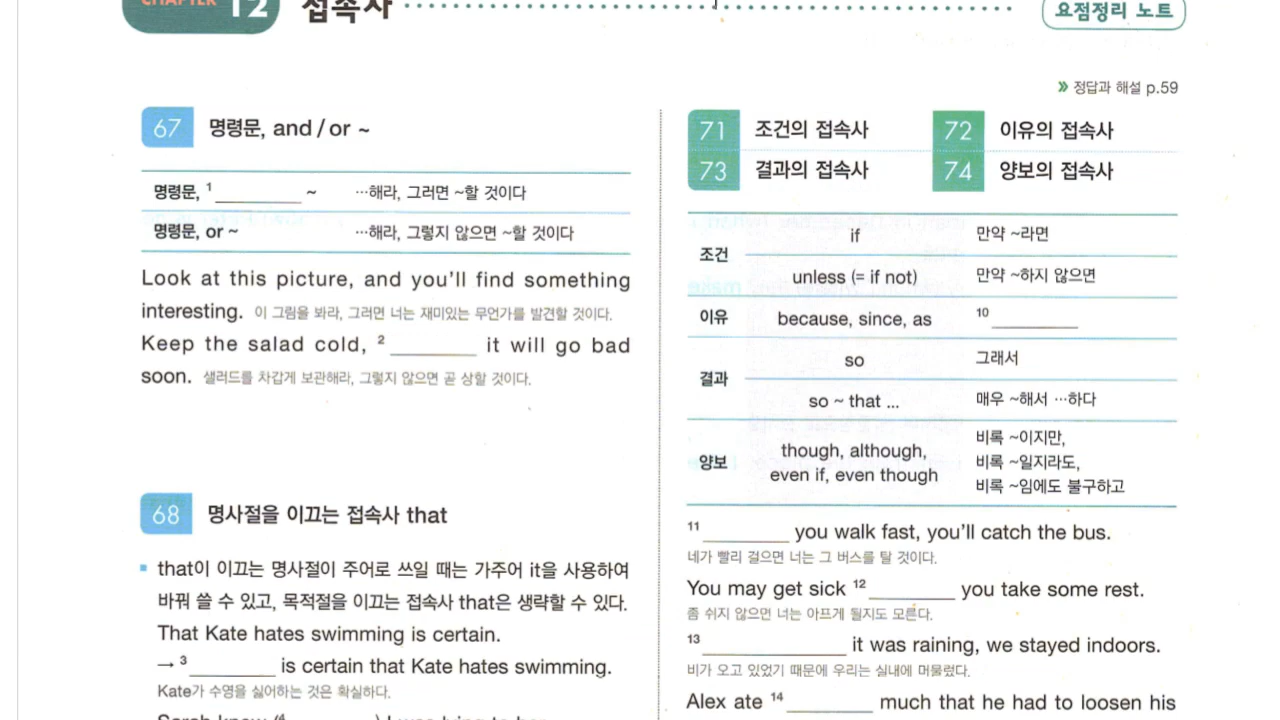 CHAPTER 12 접속사
요점정리 노트
» 정답과 해설 p.59
67 명령문, and / or ~
명령문, 1 ________ ~ …해라, 그러면 ~할 것이다
명령문, or ~ …해라, 그렇지 않으면 ~할 것이다
Look at this picture, and you'll find something
interesting. 이 그림을 봐라, 그러면 너는 재미있는 무언가를 발견할 것이다.
Keep the salad cold, 2 ________ it will go bad
soon. 샐러드를 차갑게 보관해라, 그렇지 않으면 곧 상할 것이다.
68 명사절을 이끄는 접속사 that
that이 이끄는 명사절이 주어로 쓰일 때는 가주어 it을 사용하여
바꿔 쓸 수 있고, 목적절을 이끄는 접속사 that은 생략할 수 있다.
That Kate hates swimming is certain.
→ 3 ________ is certain that Kate hates swimming.
Kate가 수영을 싫어하는 것은 확실하다.
71 조건의 접속사 72 이유의 접속사
73 결과의 접속사 74 양보의 접속사
조건
if 만약 ~라면
unless (= if not) 만약 ~하지 않으면
이유 because, since, as 10 ________
결과
so 그래서
so ~ that ... 매우 ~해서 …하다
양보
though, although,
even if, even though
비록 ~이지만,
비록 ~일지라도,
비록 ~임에도 불구하고
11 ________ you walk fast, you'll catch the bus.
네가 빨리 걸으면 너는 그 버스를 탈 것이다.
You may get sick 12 ________ you take some rest.
좀 쉬지 않으면 너는 아프게 될지도 모른다.
13 ________ it was raining, we stayed indoors.
비가 오고 있었기 때문에 우리는 실내에 머물렀다.
Alex ate 14 ________ much that he had to loosen his